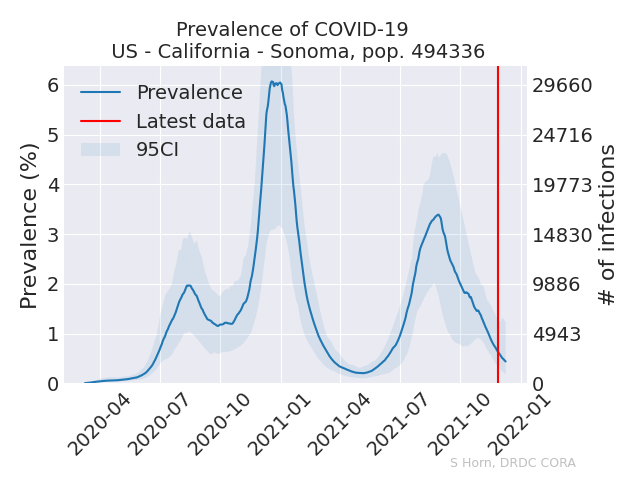 Prevalence of COVID-19
US - California - Sonoma, pop. 494336
Prevalence
Latest data
95CI
Prevalence (%)
6
5
4
3
2
1
0
29660
24716
19773
14830
9886
4943
0
# of infections
2020-04
2020-07
2020-10
2021-01
2021-04
2021-07
2021-10
2022-01
S Horn, DRDC CORA